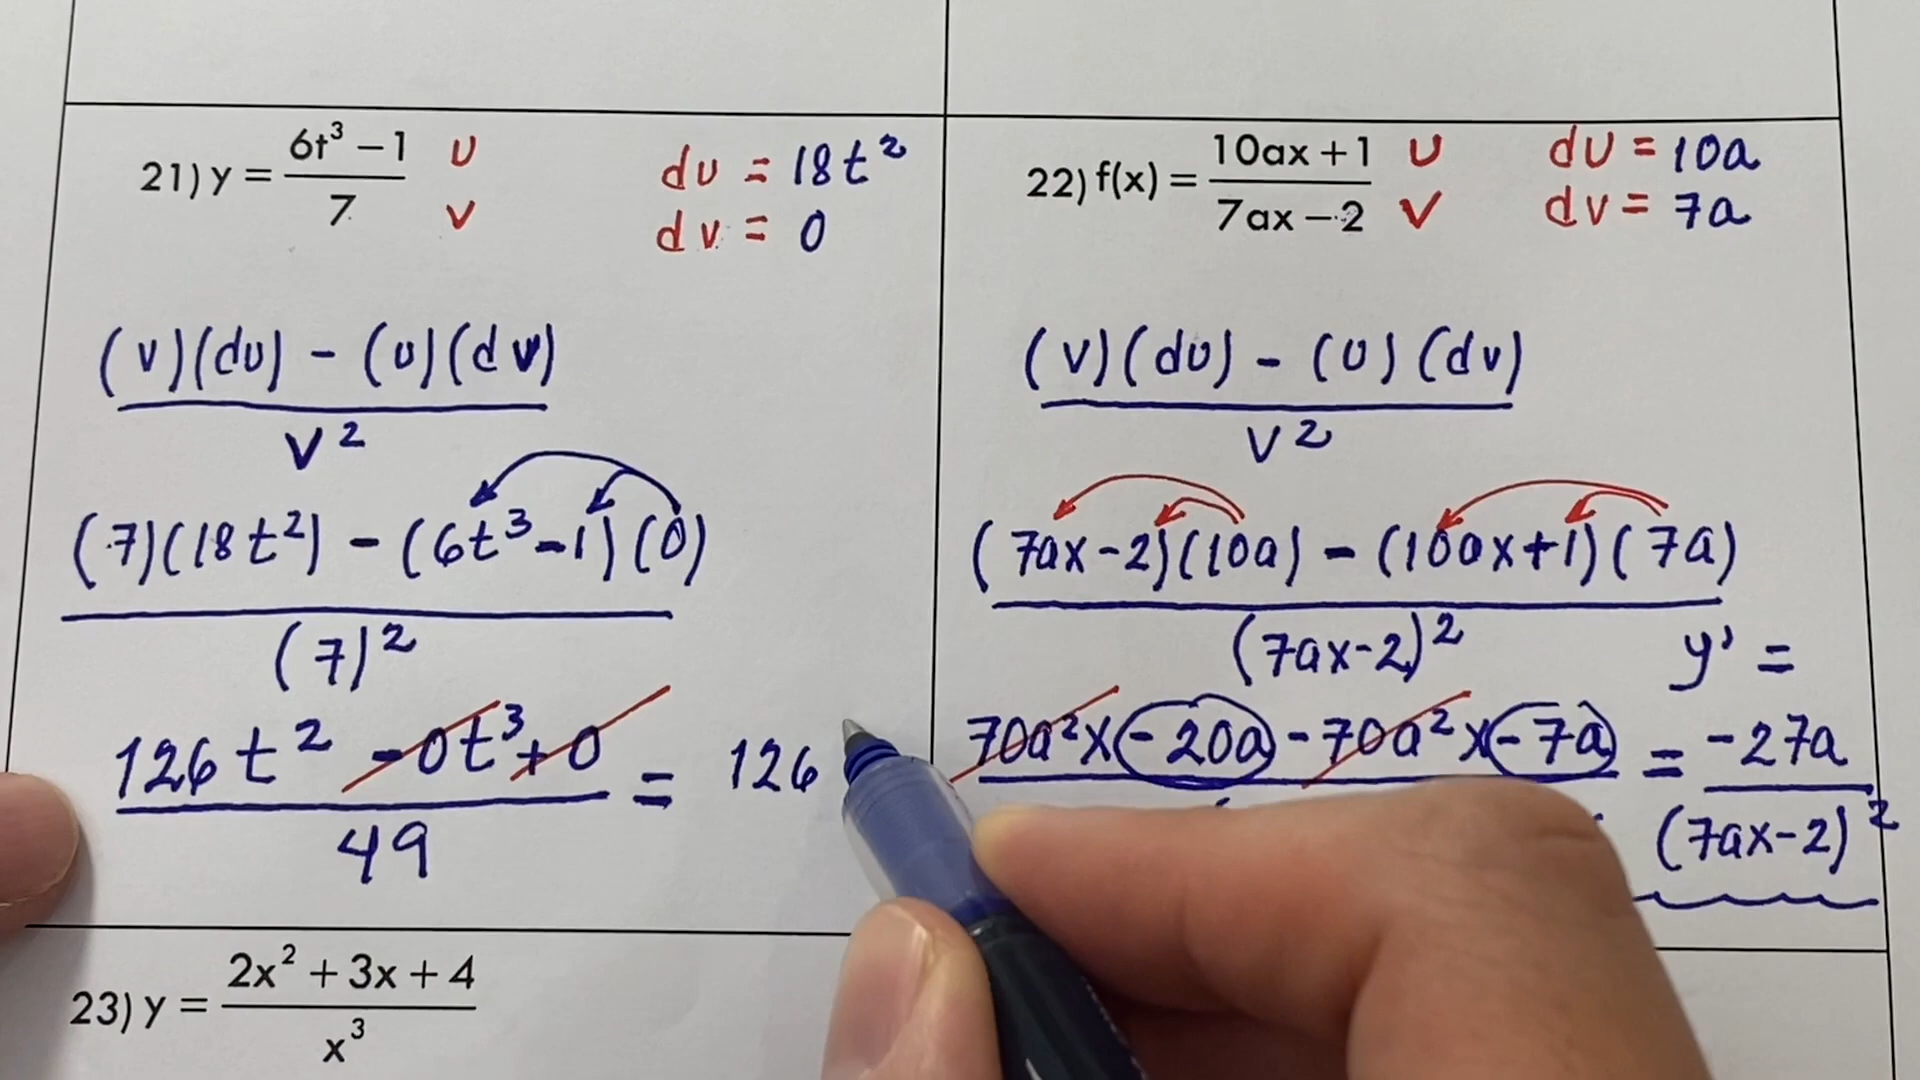 21) y = (6t³ − 1)/7 u v du = 18t² dv = 0
(v)(du) - (u)(dv)
v²
(7)(18t²) - (6t³-1)(0)
(7)²
126t² -0t³+0 = 126
49
22) f(x) = (10ax + 1)/(7ax − 2) u v du = 10a dv = 7a
(v)(du) - (u)(dv)
v²
(7ax-2)(10a) - (10ax+1)(7a)
(7ax-2)² y' =
70a²x -20a -70a²x -7a = -27a
(7ax-2)²
23) y = (2x² + 3x + 4)/x³